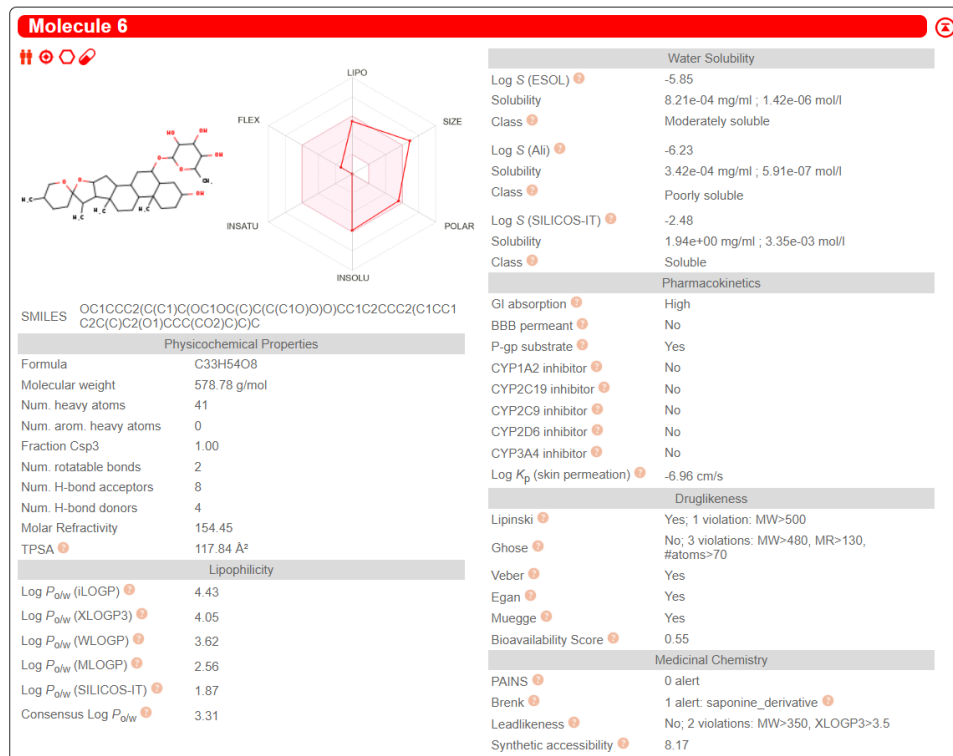 Molecule 6
LIPO
FLEX
SIZE
INSATU
POLAR
INSOLU
HO
OH
OH
O
O
O
O
CH₃
OH
H₃C
H₃C
H₃C
H₃C
SMILES OC1CCC2(C(C1)C(OC1OC(C)C(C(C1O)O)O)CC1C2CCC2(C1CC1
C2C(C)C2(O1)CCC(CO2)C)C)C
Physicochemical Properties
Formula C33H54O8
Molecular weight 578.78 g/mol
Num. heavy atoms 41
Num. arom. heavy atoms 0
Fraction Csp3 1.00
Num. rotatable bonds 2
Num. H-bond acceptors 8
Num. H-bond donors 4
Molar Refractivity 154.45
TPSA ? 117.84 Å²
Lipophilicity
Log Po/w (iLOGP) ? 4.43
Log Po/w (XLOGP3) ? 4.05
Log Po/w (WLOGP) ? 3.62
Log Po/w (MLOGP) ? 2.56
Log Po/w (SILICOS-IT) ? 1.87
Consensus Log Po/w ? 3.31
Water Solubility
Log S (ESOL) ? -5.85
Solubility 8.21e-04 mg/ml ; 1.42e-06 mol/l
Class ? Moderately soluble
Log S (Ali) ? -6.23
Solubility 3.42e-04 mg/ml ; 5.91e-07 mol/l
Class ? Poorly soluble
Log S (SILICOS-IT) ? -2.48
Solubility 1.94e+00 mg/ml ; 3.35e-03 mol/l
Class ? Soluble
Pharmacokinetics
GI absorption ? High
BBB permeant ? No
P-gp substrate ? Yes
CYP1A2 inhibitor ? No
CYP2C19 inhibitor ? No
CYP2C9 inhibitor ? No
CYP2D6 inhibitor ? No
CYP3A4 inhibitor ? No
Log Kp (skin permeation) ? -6.96 cm/s
Druglikeness
Lipinski ? Yes; 1 violation: MW>500
Ghose ? No; 3 violations: MW>480, MR>130,
#atoms>70
Veber ? Yes
Egan ? Yes
Muegge ? Yes
Bioavailability Score ? 0.55
Medicinal Chemistry
PAINS ? 0 alert
Brenk ? 1 alert: saponine_derivative ?
Leadlikeness ? No; 2 violations: MW>350, XLOGP3>3.5
Synthetic accessibility ? 8.17